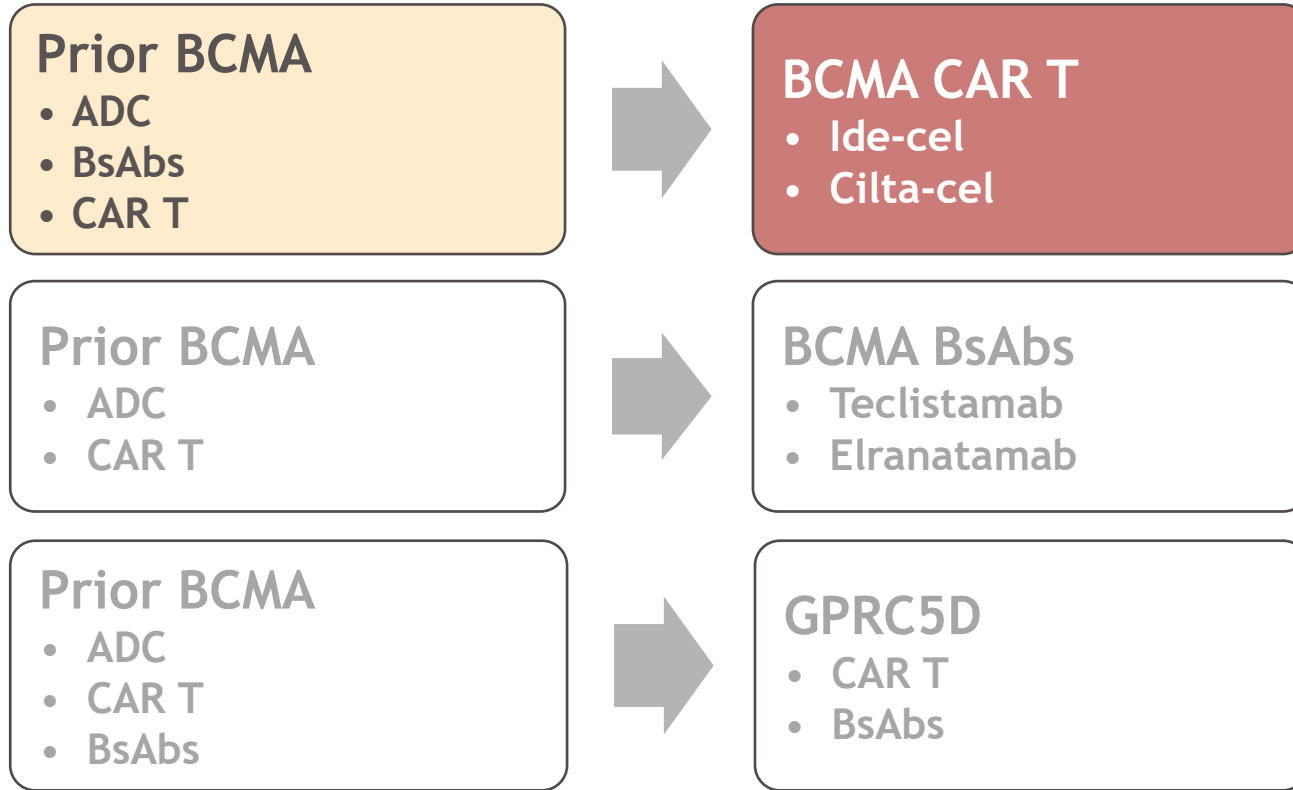 Prior BCMA
• ADC
• BsAbs
• CAR T
BCMA CAR T
• Ide-cel
• Cilta-cel
Prior BCMA
• ADC
• CAR T
BCMA BsAbs
• Teclistamab
• Elranatamab
Prior BCMA
• ADC
• CAR T
• BsAbs
GPRC5D
• CAR T
• BsAbs